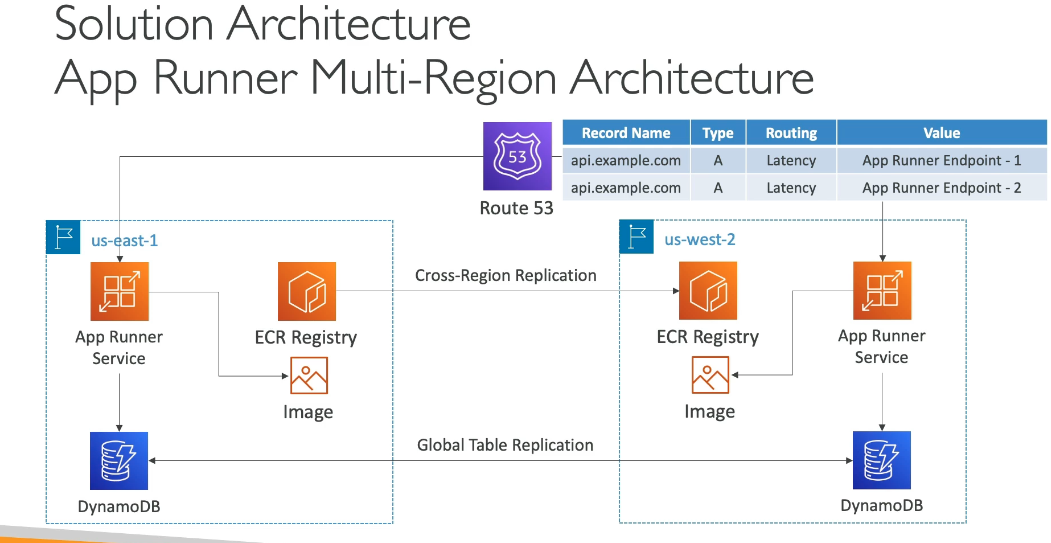 Solution Architecture
App Runner Multi-Region Architecture
Record Name Type Routing Value
api.example.com A Latency App Runner Endpoint - 1
api.example.com A Latency App Runner Endpoint - 2
53
Route 53
us-east-1
us-west-2
Cross-Region Replication
App Runner
Service
ECR Registry
ECR Registry
App Runner
Service
Image
Image
Global Table Replication
DynamoDB
DynamoDB